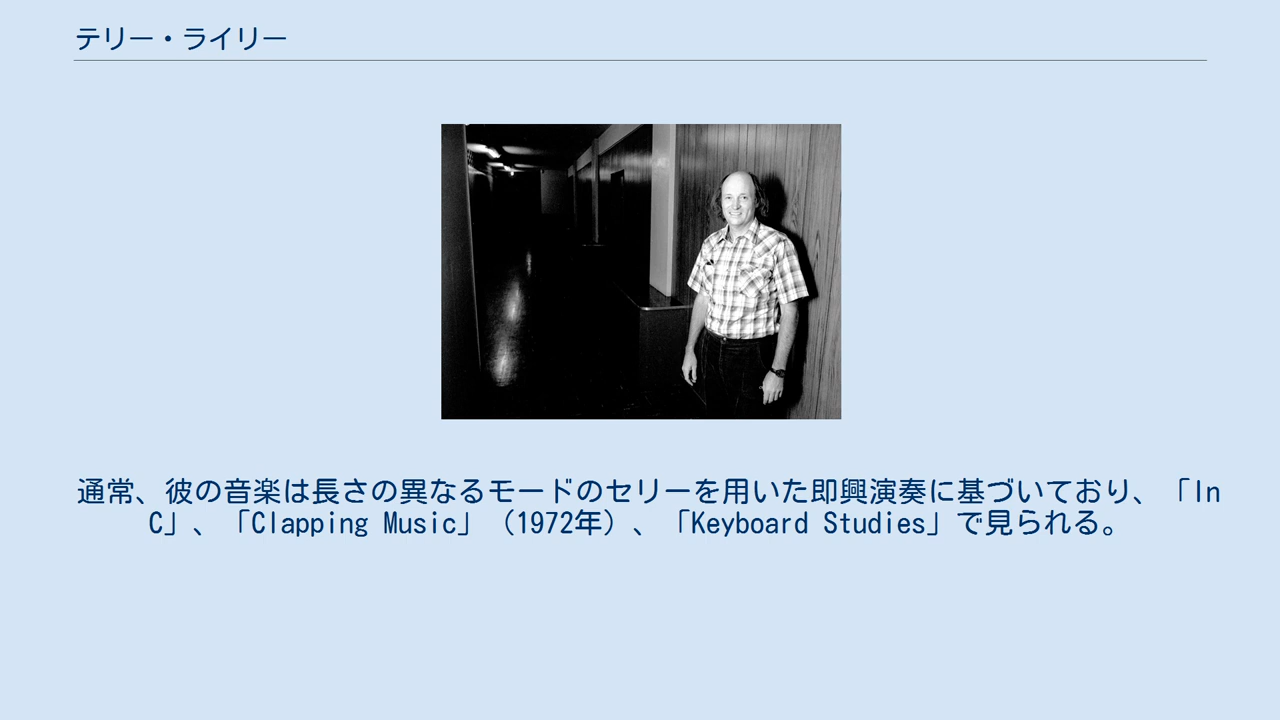 テリー・ライリー
通常、彼の音楽は長さの異なるモードのセリーを用いた即興演奏に基づいており、「In
C」、「Clapping Music」（1972年）、「Keyboard Studies」で見られる。